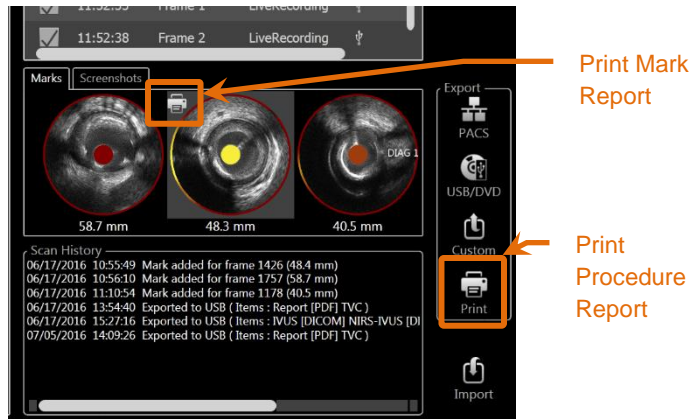 11:52:38 Frame 2 LiveRecording
Marks Screenshots
Print Mark
Report
Export
PACS
USB/DVD
Custom
Print
Import
DIAG 1
58.7 mm 48.3 mm 40.5 mm
Scan History
06/17/2016 10:55:49 Mark added for frame 1426 (48.4 mm)
06/17/2016 10:56:10 Mark added for frame 1757 (58.7 mm)
06/17/2016 11:10:54 Mark added for frame 1178 (40.5 mm)
06/17/2016 13:54:40 Exported to USB ( Items : Report [PDF] TVC )
06/17/2016 15:27:16 Exported to USB ( Items : IVUS [DICOM] NIRS-IVUS [DI
07/05/2016 14:09:26 Exported to USB ( Items : Report [PDF] TVC )
Print
Procedure
Report